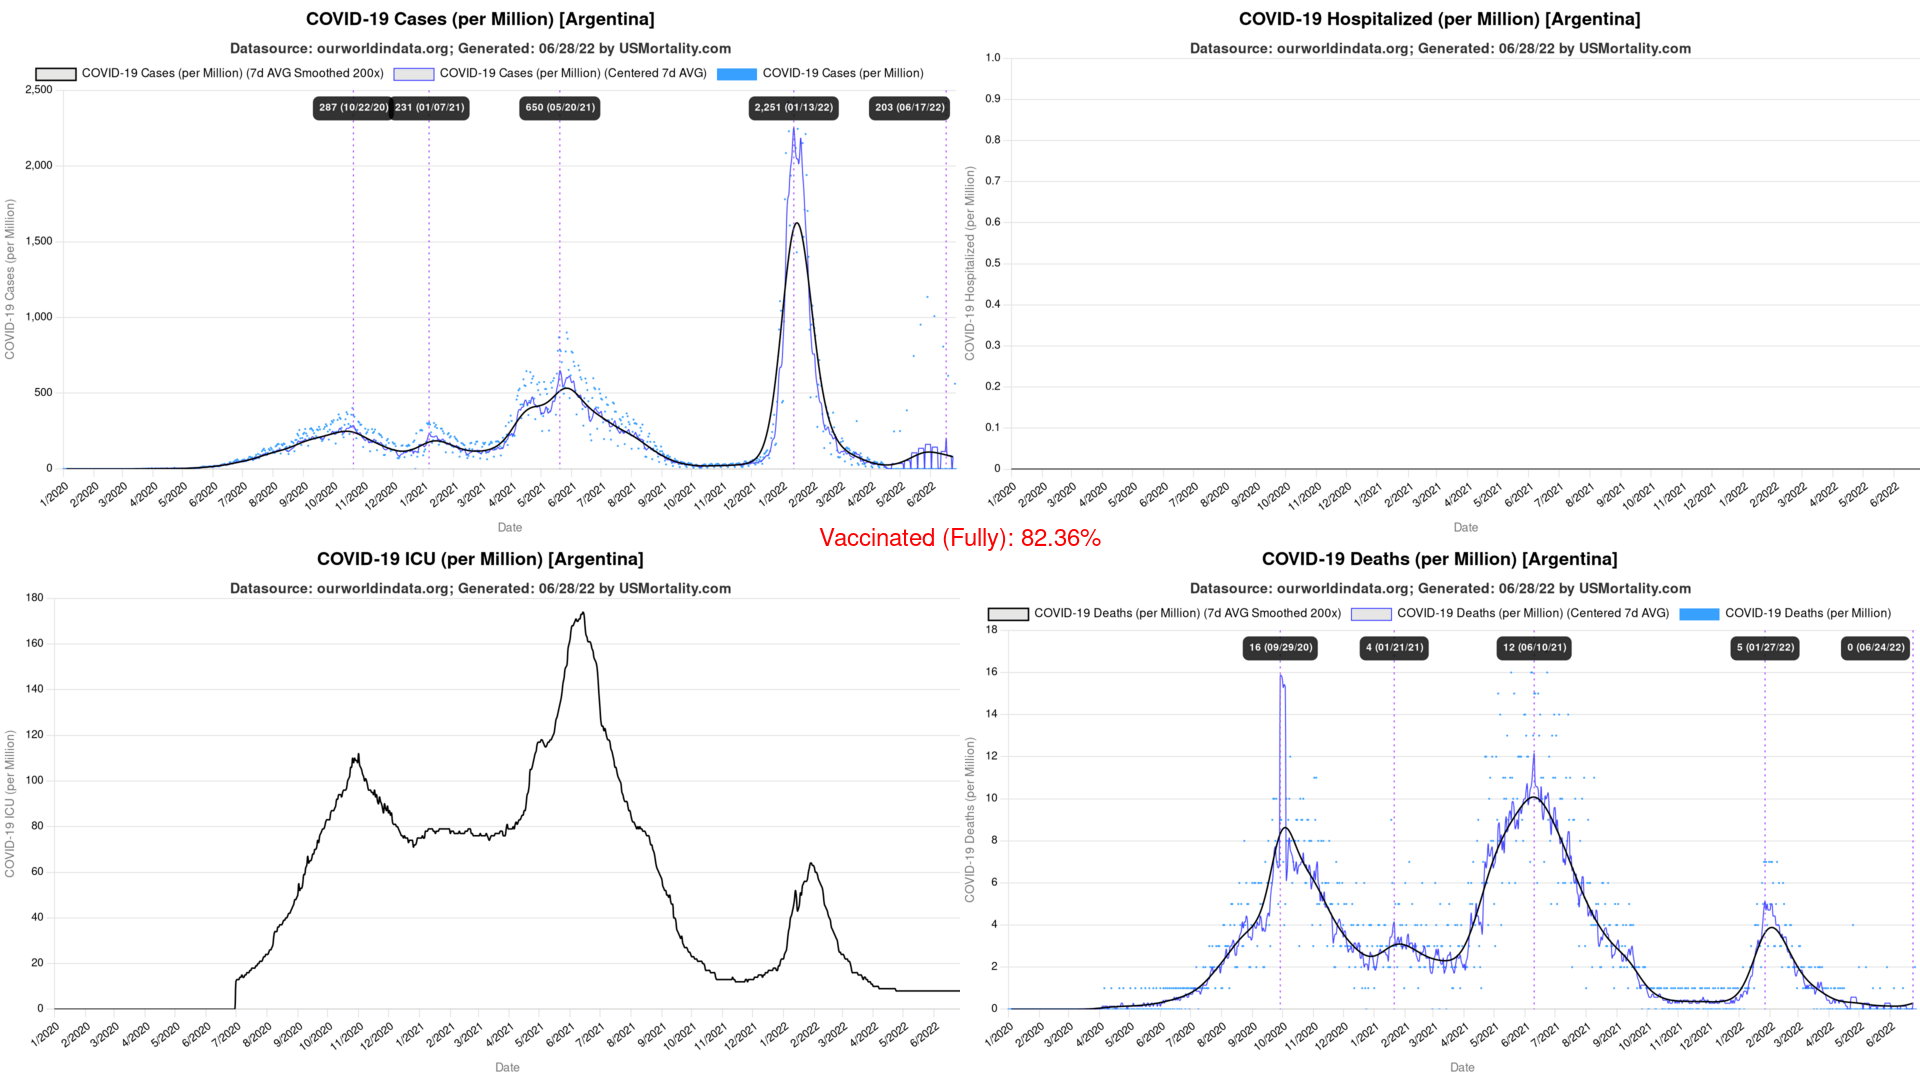 COVID-19 Cases (per Million) [Argentina]
Datasource: ourworldindata.org; Generated: 06/28/22 by USMortality.com
COVID-19 Cases (per Million) (7d AVG Smoothed 200x) COVID-19 Cases (per Million) (Centered 7d AVG) COVID-19 Cases (per Million)
287 (10/22/20) 231 (01/07/21) 650 (05/20/21) 2,251 (01/13/22) 203 (06/17/22)
COVID-19 Cases (per Million)
2,500
2,000
1,500
1,000
500
0
1/2020 2/2020 3/2020 4/2020 5/2020 6/2020 7/2020 8/2020 9/2020 10/2020 11/2020 12/2020 1/2021 2/2021 3/2021 4/2021 5/2021 6/2021 7/2021 8/2021 9/2021 10/2021 11/2021 12/2021 1/2022 2/2022 3/2022 4/2022 5/2022 6/2022
Date
COVID-19 Hospitalized (per Million) [Argentina]
Datasource: ourworldindata.org; Generated: 06/28/22 by USMortality.com
COVID-19 Hospitalized (per Million)
1.0
0.9
0.8
0.7
0.6
0.5
0.4
0.3
0.2
0.1
0
1/2020 2/2020 3/2020 4/2020 5/2020 6/2020 7/2020 8/2020 9/2020 10/2020 11/2020 12/2020 1/2021 2/2021 3/2021 4/2021 5/2021 6/2021 7/2021 8/2021 9/2021 10/2021 11/2021 12/2021 1/2022 2/2022 3/2022 4/2022 5/2022 6/2022
Date
Vaccinated (Fully): 82.36%
COVID-19 ICU (per Million) [Argentina]
Datasource: ourworldindata.org; Generated: 06/28/22 by USMortality.com
COVID-19 ICU (per Million)
180
160
140
120
100
80
60
40
20
0
1/2020 2/2020 3/2020 4/2020 5/2020 6/2020 7/2020 8/2020 9/2020 10/2020 11/2020 12/2020 1/2021 2/2021 3/2021 4/2021 5/2021 6/2021 7/2021 8/2021 9/2021 10/2021 11/2021 12/2021 1/2022 2/2022 3/2022 4/2022 5/2022 6/2022
Date
COVID-19 Deaths (per Million) [Argentina]
Datasource: ourworldindata.org; Generated: 06/28/22 by USMortality.com
COVID-19 Deaths (per Million) (7d AVG Smoothed 200x) COVID-19 Deaths (per Million) (Centered 7d AVG) COVID-19 Deaths (per Million)
16 (09/29/20) 4 (01/21/21) 12 (06/10/21) 5 (01/27/22) 0 (06/24/22)
COVID-19 Deaths (per Million)
18
16
14
12
10
8
6
4
2
0
1/2020 2/2020 3/2020 4/2020 5/2020 6/2020 7/2020 8/2020 9/2020 10/2020 11/2020 12/2020 1/2021 2/2021 3/2021 4/2021 5/2021 6/2021 7/2021 8/2021 9/2021 10/2021 11/2021 12/2021 1/2022 2/2022 3/2022 4/2022 5/2022 6/2022
Date